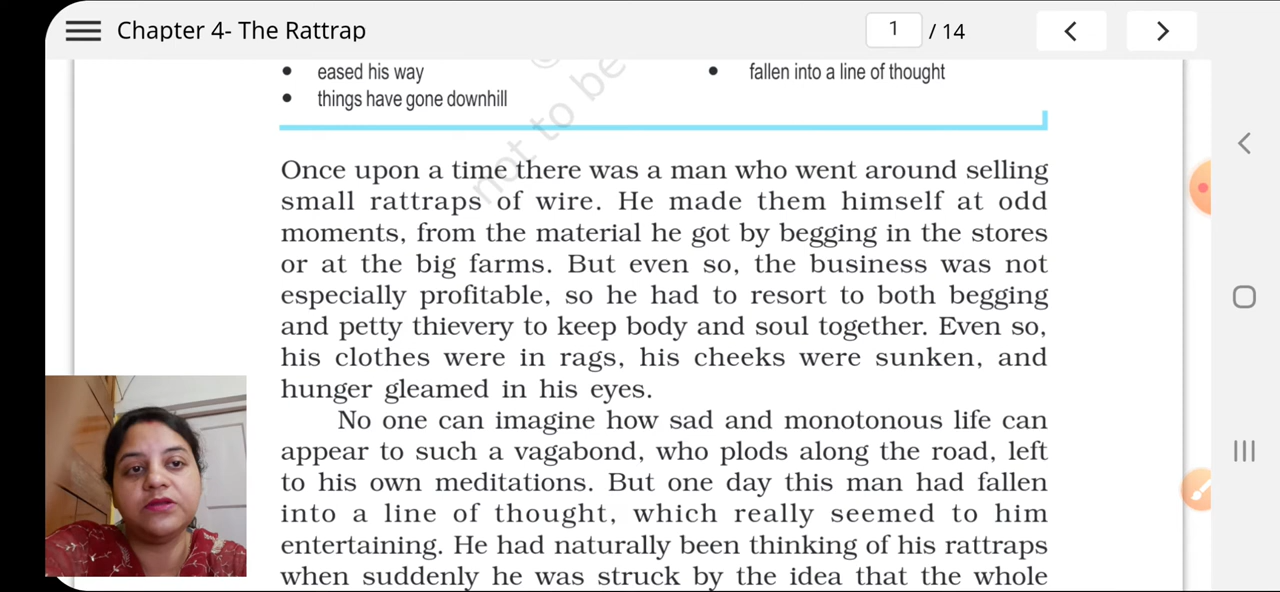 Chapter 4- The Rattrap
1 / 14
eased his way
fallen into a line of thought
things have gone downhill
not to be
Once upon a time there was a man who went around selling
small rattraps of wire. He made them himself at odd
moments, from the material he got by begging in the stores
or at the big farms. But even so, the business was not
especially profitable, so he had to resort to both begging
and petty thievery to keep body and soul together. Even so,
his clothes were in rags, his cheeks were sunken, and
hunger gleamed in his eyes.
No one can imagine how sad and monotonous life can
appear to such a vagabond, who plods along the road, left
to his own meditations. But one day this man had fallen
into a line of thought, which really seemed to him
entertaining. He had naturally been thinking of his rattraps
when suddenly he was struck by the idea that the whole